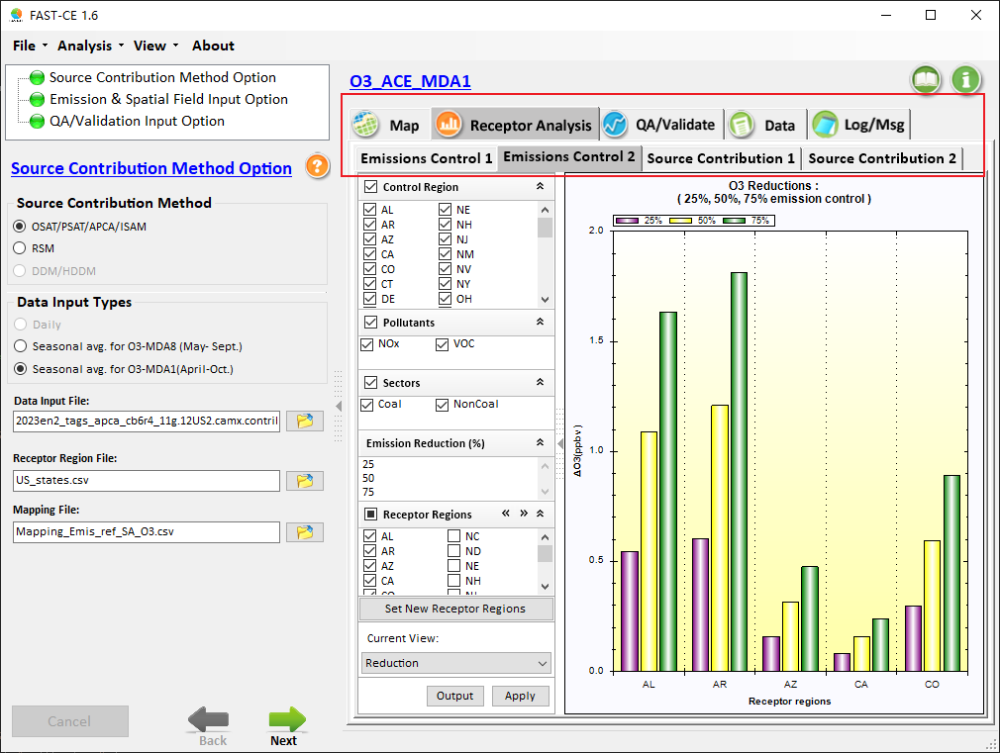 FAST-CE 1.6
File Analysis View About
Source Contribution Method Option
Emission & Spatial Field Input Option
QA/Validation Input Option
Source Contribution Method Option
Source Contribution Method
OSAT/PSAT/APCA/ISAM
RSM
DDM/HDDM
Data Input Types
Daily
Seasonal avg. for O3-MDA8 (May- Sept.)
Seasonal avg. for O3-MDA1(April-Oct.)
Data Input File:
2023en2_tags_apca_cb6r4_11g.12US2.camx.contril
Receptor Region File:
US_states.csv
Mapping File:
Mapping_Emis_ref_SA_O3.csv
Cancel
Back
Next
O3_ACE_MDA1
Map Receptor Analysis QA/Validate Data Log/Msg
Emissions Control 1 Emissions Control 2 Source Contribution 1 Source Contribution 2
Control Region
AL NE
AR NH
AZ NJ
CA NM
CO NV
CT NY
DE OH
Pollutants
NOx VOC
Sectors
Coal NonCoal
Emission Reduction (%)
25
50
75
Receptor Regions
AL NC
AR ND
AZ NE
CA NH
Set New Receptor Regions
Current View:
Reduction
Output Apply
O3 Reductions :
( 25%, 50%, 75% emission control )
25% 50% 75%
2.0
1.5
1.0
0.5
0.0
ΔO3(ppbv)
AL AR AZ CA CO
Receptor regions